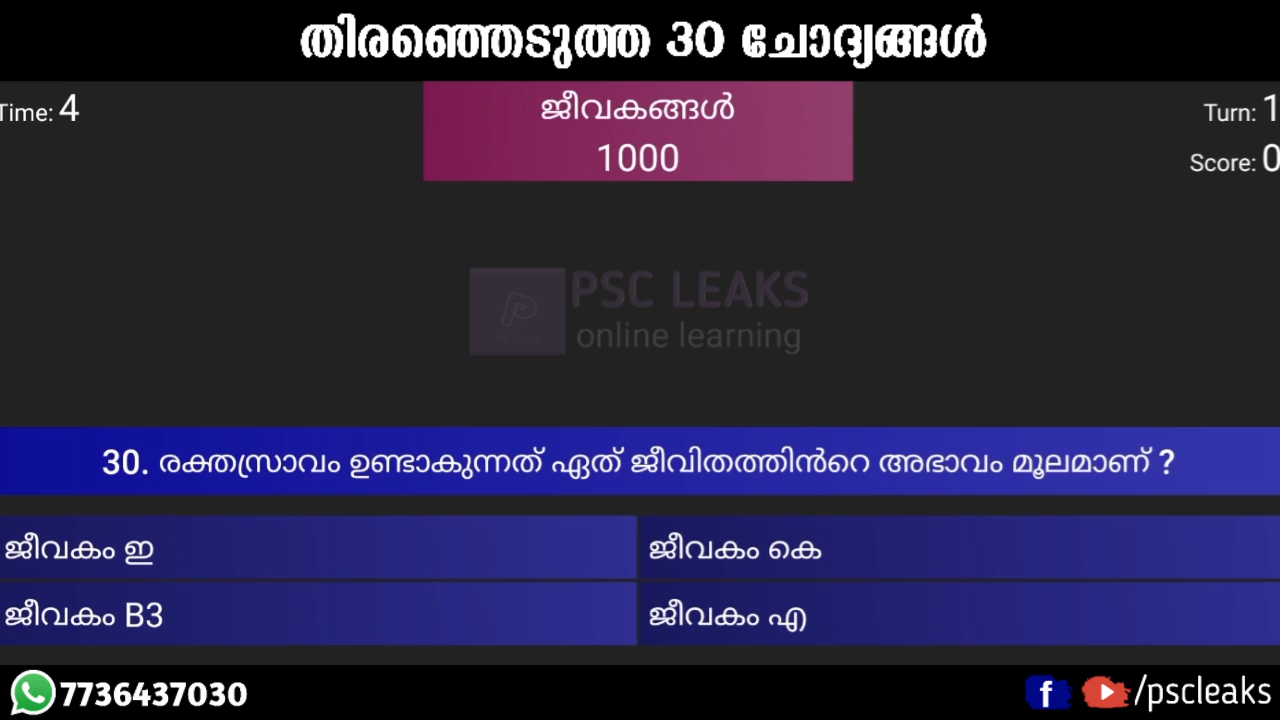 തിരഞ്ഞെടുത്ത 30 ചോദ്യങ്ങൾ
Time: 4
ജീവകങ്ങൾ
Turn: 1
1000
Score: 0
PSC LEAKS
online learning
30. രക്തസ്രാവം ഉണ്ടാകുന്നത് ഏത് ജീവിതത്തിൻറെ അഭാവം മൂലമാണ് ?
ജീവകം ഇ
ജീവകം കെ
ജീവകം B3
ജീവകം എ
7736437030
/pscleaks